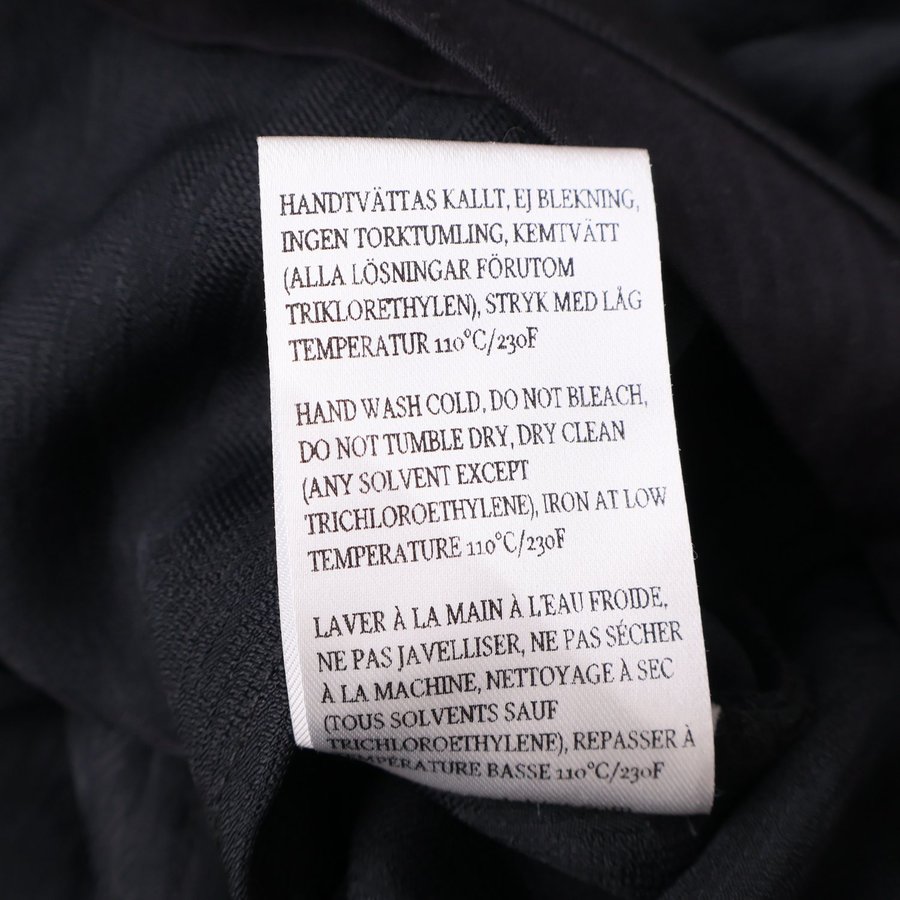 HANDTVÄTTAS KALLT, EJ BLEKNING,
INGEN TORKTUMLING, KEMTVÄTT
(ALLA LÖSNINGAR FÖRUTOM
TRIKLORETHYLEN), STRYK MED LÅG
TEMPERATUR 110°C/230F
HAND WASH COLD, DO NOT BLEACH,
DO NOT TUMBLE DRY, DRY CLEAN
(ANY SOLVENT EXCEPT
TRICHLOROETHYLENE), IRON AT LOW
TEMPERATURE 110°C/230F
LAVER À LA MAIN À L'EAU FROIDE,
NE PAS JAVELLISER, NE PAS SÉCHER
À LA MACHINE, NETTOYAGE À SEC
(TOUS SOLVENTS SAUF
TRICHLOROETHYLENE), REPASSER À
TEMPÉRATURE BASSE 110°C/230F